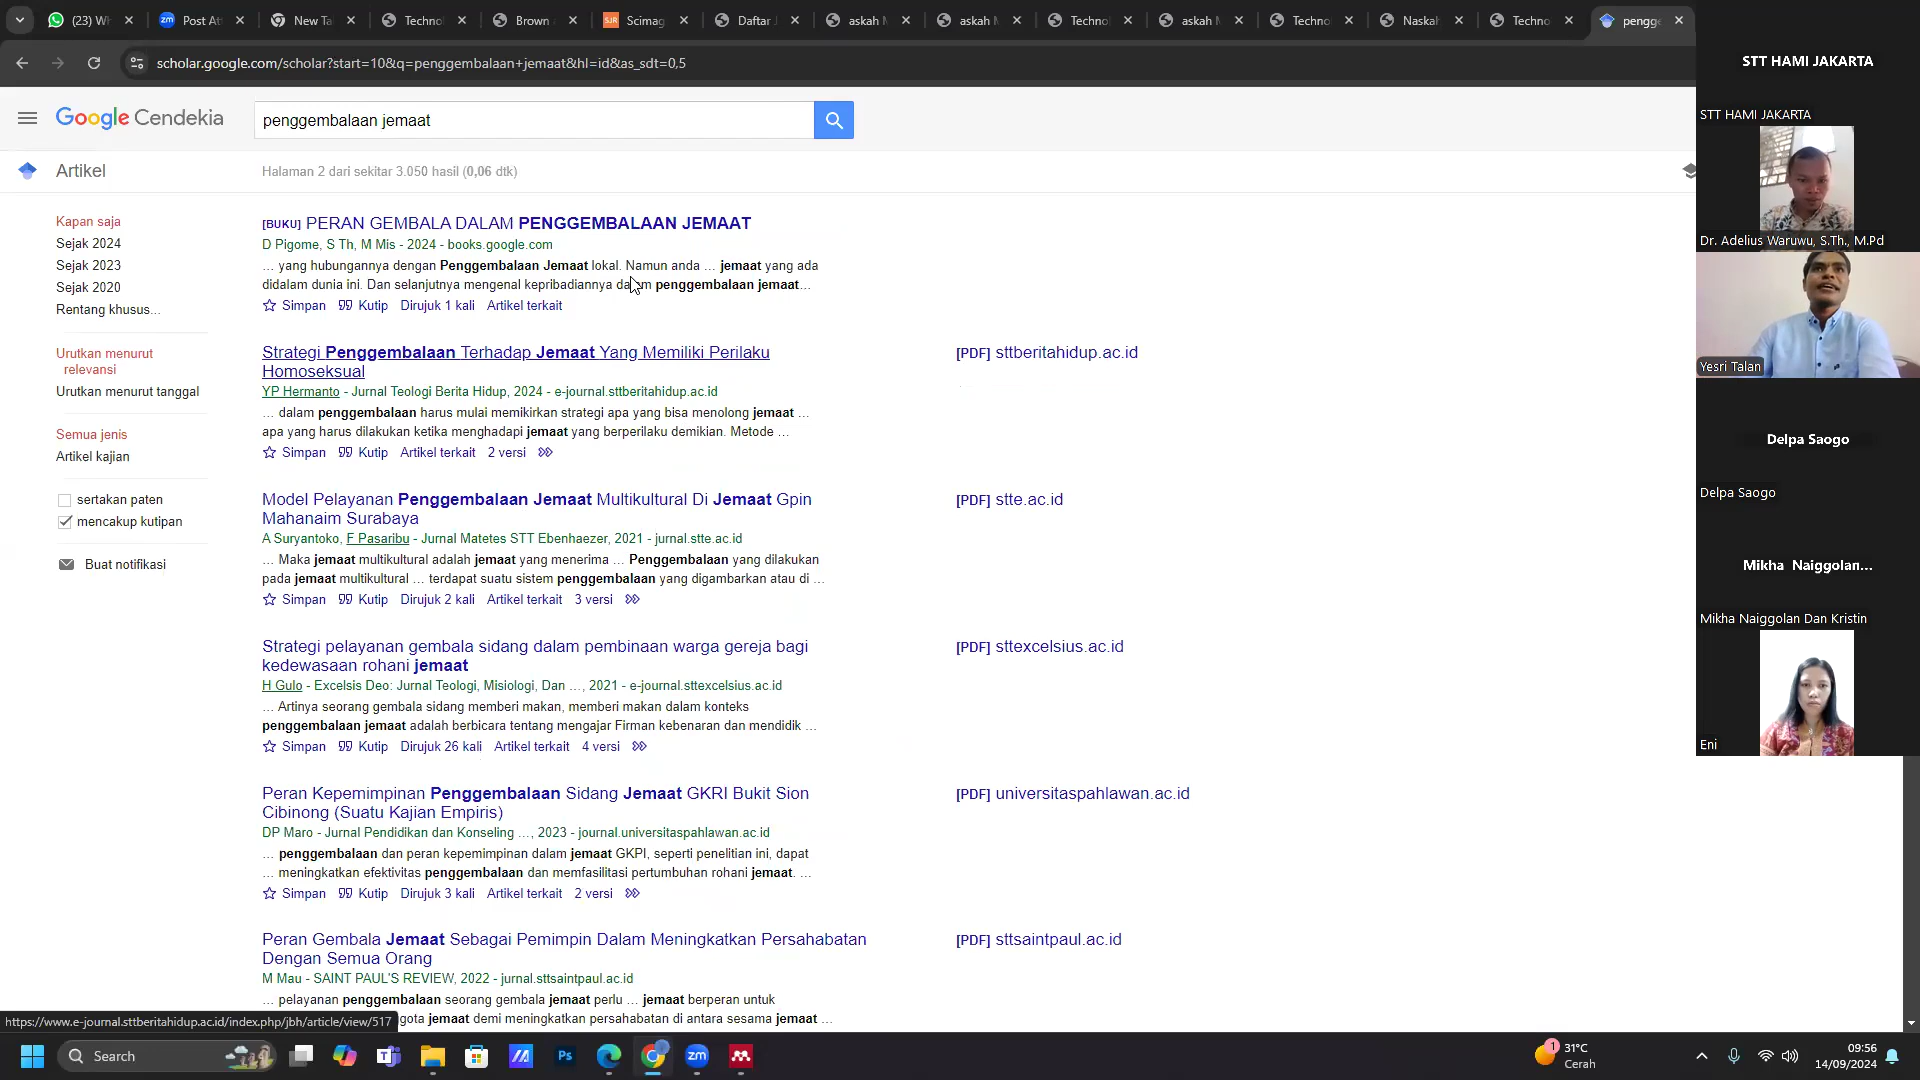 (23) W
Post Att
New Ta
Techno
Brown
Scimag
Daftar J
askah M
askah M
Techno
askah M
Techno
Naskah
Techno
pengge
scholar.google.com/scholar?start=10&q=penggembalaan+jemaat&hl=id&as_sdt=0,5
Google Cendekia
penggembalaan jemaat
Artikel
Halaman 2 dari sekitar 3.050 hasil (0,06 dtk)
Kapan saja
Sejak 2024
Sejak 2023
Sejak 2020
Rentang khusus...
Urutkan menurut
relevansi
Urutkan menurut tanggal
Semua jenis
Artikel kajian
sertakan paten
mencakup kutipan
Buat notifikasi
[BUKU] PERAN GEMBALA DALAM PENGGEMBALAAN JEMAAT
D Pigome, S Th, M Mis - 2024 - books.google.com
... yang hubungannya dengan Penggembalaan Jemaat lokal. Namun anda ... jemaat yang ada
didalam dunia ini. Dan selanjutnya mengenal kepribadiannya dalam penggembalaan jemaat...
Simpan Kutip Dirujuk 1 kali Artikel terkait
Strategi Penggembalaan Terhadap Jemaat Yang Memiliki Perilaku
Homoseksual
[PDF] sttberitahidup.ac.id
YP Hermanto - Jurnal Teologi Berita Hidup, 2024 - e-journal.sttberitahidup.ac.id
... dalam penggembalaan harus mulai memikirkan strategi apa yang bisa menolong jemaat ...
apa yang harus dilakukan ketika menghadapi jemaat yang berperilaku demikian. Metode ...
Simpan Kutip Artikel terkait 2 versi
Model Pelayanan Penggembalaan Jemaat Multikultural Di Jemaat Gpin
Mahanaim Surabaya
[PDF] stte.ac.id
A Suryantoko, F Pasaribu - Jurnal Matetes STT Ebenhaezer, 2021 - jurnal.stte.ac.id
... Maka jemaat multikultural adalah jemaat yang menerima ... Penggembalaan yang dilakukan
pada jemaat multikultural ... terdapat suatu sistem penggembalaan yang digambarkan atau di ...
Simpan Kutip Dirujuk 2 kali Artikel terkait 3 versi
Strategi pelayanan gembala sidang dalam pembinaan warga gereja bagi
kedewasaan rohani jemaat
[PDF] sttexcelsius.ac.id
H Gulo - Excelsis Deo: Jurnal Teologi, Misiologi, Dan ..., 2021 - e-journal.sttexcelsius.ac.id
... Artinya seorang gembala sidang memberi makan, memberi makan dalam konteks
penggembalaan jemaat adalah berbicara tentang mengajar Firman kebenaran dan mendidik ...
Simpan Kutip Dirujuk 26 kali Artikel terkait 4 versi
Peran Kepemimpinan Penggembalaan Sidang Jemaat GKRI Bukit Sion
Cibinong (Suatu Kajian Empiris)
[PDF] universitaspahlawan.ac.id
DP Maro - Jurnal Pendidikan dan Konseling ..., 2023 - journal.universitaspahlawan.ac.id
... penggembalaan dan peran kepemimpinan dalam jemaat GKPI, seperti penelitian ini, dapat
... meningkatkan efektivitas penggembalaan dan memfasilitasi pertumbuhan rohani jemaat. ...
Simpan Kutip Dirujuk 3 kali Artikel terkait 2 versi
Peran Gembala Jemaat Sebagai Pemimpin Dalam Meningkatkan Persahabatan
Dengan Semua Orang
[PDF] sttsaintpaul.ac.id
M Mau - SAINT PAUL'S REVIEW, 2022 - jurnal.sttsaintpaul.ac.id
... pelayanan penggembalaan seorang gembala jemaat perlu ... jemaat berperan untuk
gota jemaat demi meningkatkan persahabatan di antara sesama jemaat ...
https://www.e-journal.sttberitahidup.ac.id/index.php/jbh/article/view/517
STT HAMI JAKARTA
STT HAMI JAKARTA
Dr. Adelius Waruwu, S.Th., M.Pd
Yesri Talan
Delpa Saogo
Delpa Saogo
Mikha Naiggolan...
Mikha Naiggolan Dan Kristin
Eni
Search
1
31°C
Cerah
09:56
14/09/2024